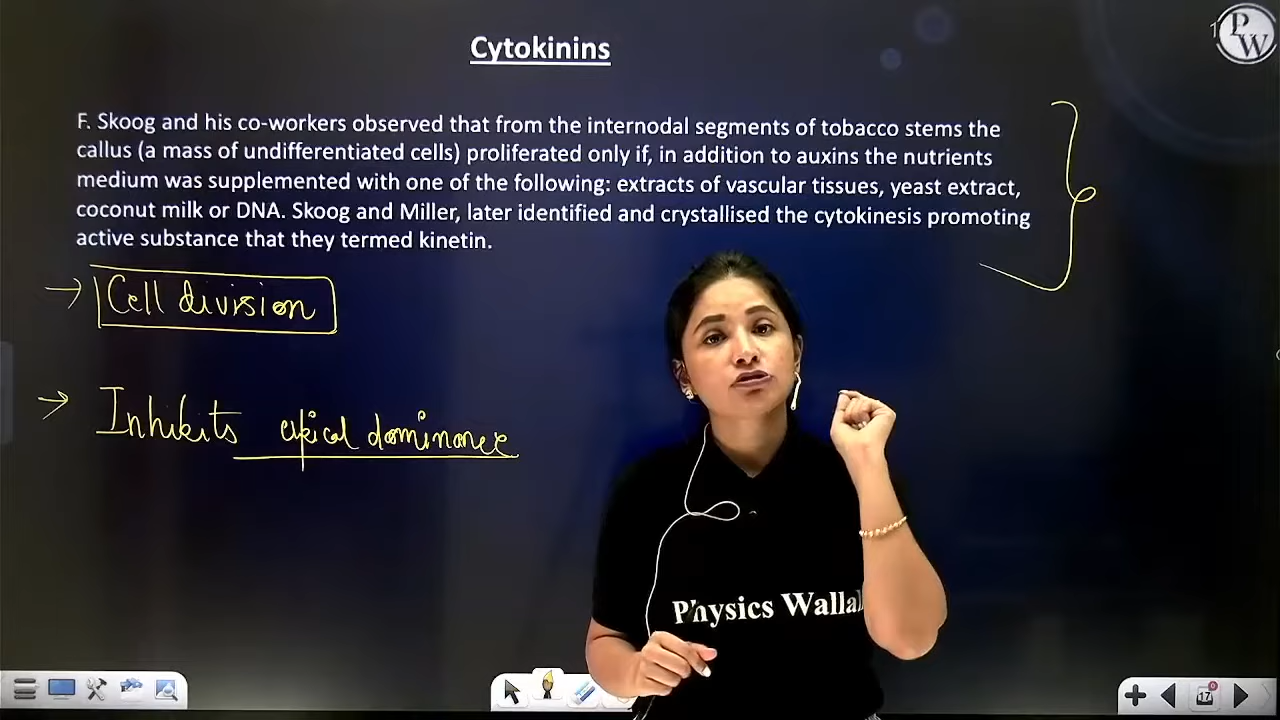 Cytokinins
PW
F. Skoog and his co-workers observed that from the internodal segments of tobacco stems the
callus (a mass of undifferentiated cells) proliferated only if, in addition to auxins the nutrients
medium was supplemented with one of the following: extracts of vascular tissues, yeast extract,
coconut milk or DNA. Skoog and Miller, later identified and crystallised the cytokinesis promoting
active substance that they termed kinetin.
→ Cell division
→ Inhibits apical dominance
Physics Walla
17